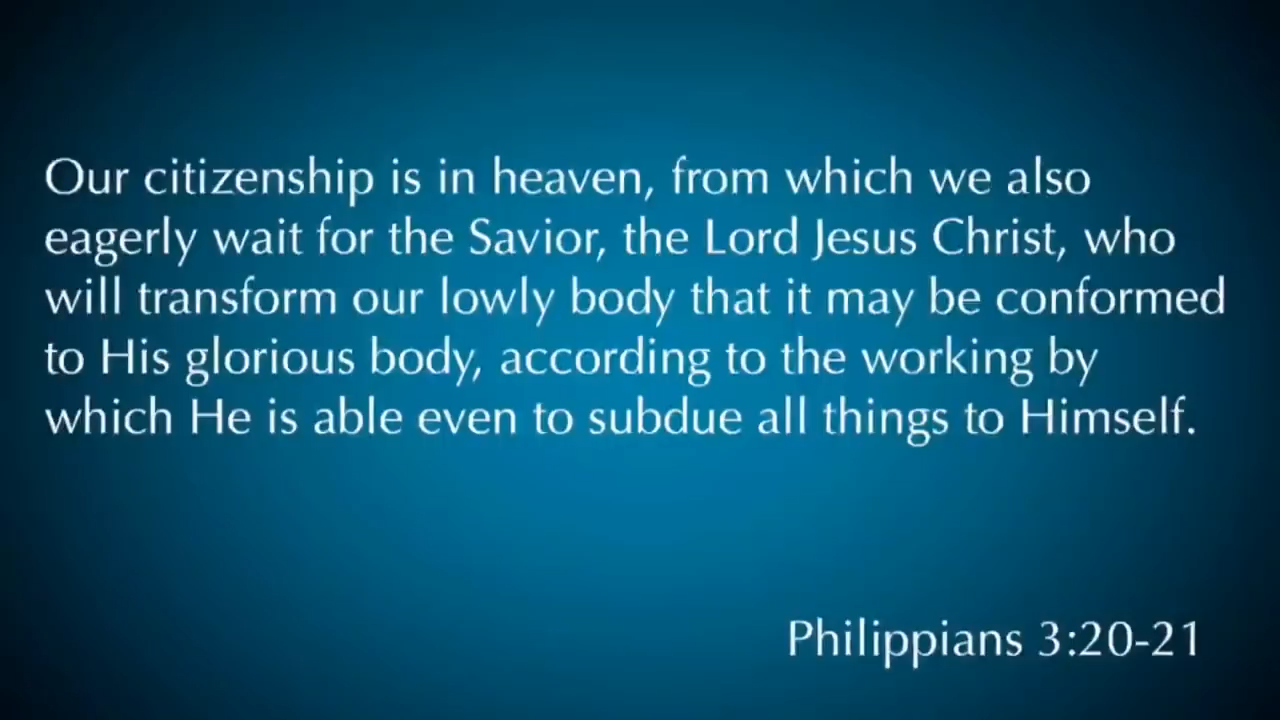 Our citizenship is in heaven, from which we also
eagerly wait for the Savior, the Lord Jesus Christ, who
will transform our lowly body that it may be conformed
to His glorious body, according to the working by
which He is able even to subdue all things to Himself.
Philippians 3:20-21